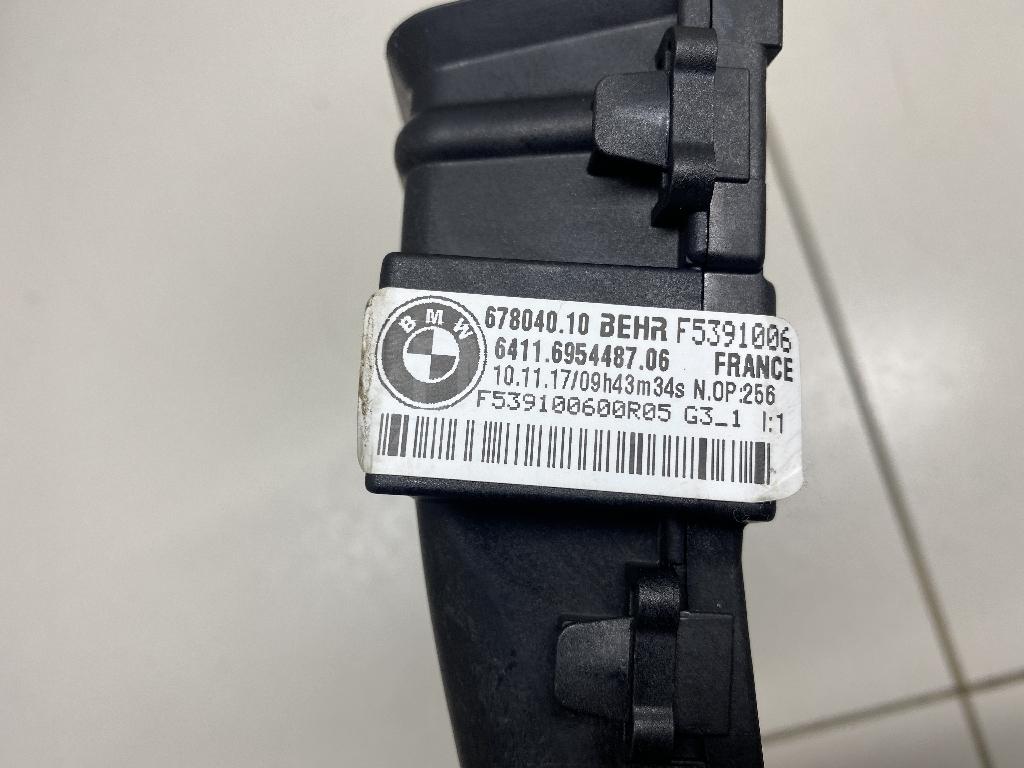 BMW
678040.10 BEHR F5391006
6411.6954487.06 FRANCE
10.11.17/09h43m34s N.OP:256
F539100600R05 G3_1 I:1